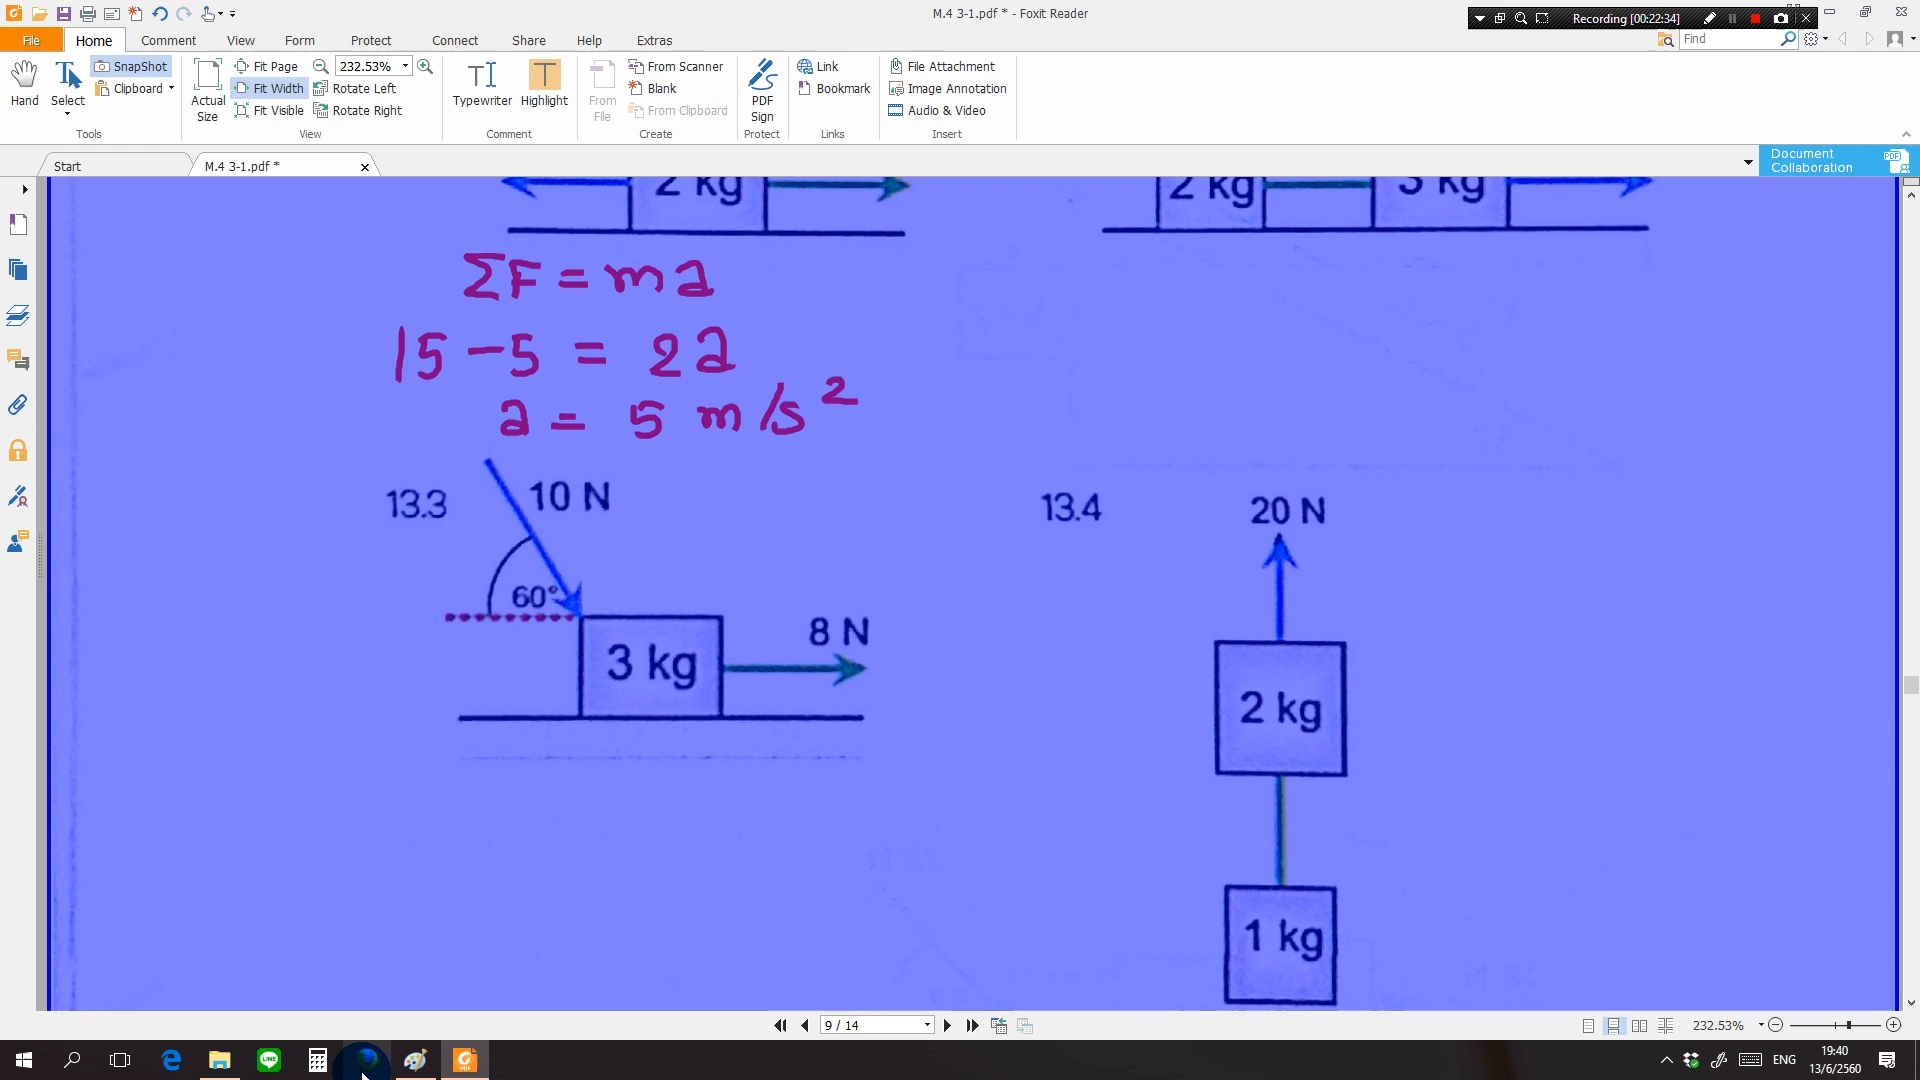 M.4 3-1.pdf * - Foxit Reader
Recording [00:22:34]
File Home Comment View Form Protect Connect Share Help Extras
Find
Hand
Select
SnapShot
Clipboard
Tools
Actual Size
Fit Page
Fit Width
Fit Visible
232.53%
Rotate Left
Rotate Right
View
Typewriter
Highlight
Comment
From File
From Scanner
Blank
From Clipboard
Create
PDF Sign
Protect
Link
Bookmark
Links
File Attachment
Image Annotation
Audio & Video
Insert
Start
M.4 3-1.pdf *
Document Collaboration
PDF
2 kg
2 kg
3 kg
ΣF = ma
15 - 5 = 2a
a = 5 m/s²
13.3
10 N
60°
3 kg
8 N
13.4
20 N
2 kg
1 kg
9 / 14
232.53%
ENG
19:40
13/6/2560